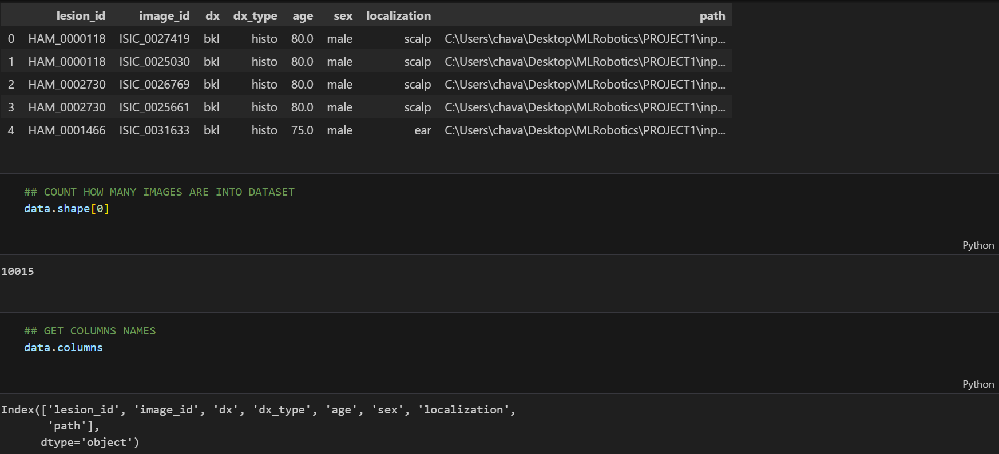 lesion_id image_id dx dx_type age sex localization path
0 HAM_0000118 ISIC_0027419 bkl histo 80.0 male scalp C:\Users\chava\Desktop\MLRobotics\PROJECT1\inp...
1 HAM_0000118 ISIC_0025030 bkl histo 80.0 male scalp C:\Users\chava\Desktop\MLRobotics\PROJECT1\inp...
2 HAM_0002730 ISIC_0026769 bkl histo 80.0 male scalp C:\Users\chava\Desktop\MLRobotics\PROJECT1\inp...
3 HAM_0002730 ISIC_0025661 bkl histo 80.0 male scalp C:\Users\chava\Desktop\MLRobotics\PROJECT1\inp...
4 HAM_0001466 ISIC_0031633 bkl histo 75.0 male ear C:\Users\chava\Desktop\MLRobotics\PROJECT1\inp...
## COUNT HOW MANY IMAGES ARE INTO DATASET
data.shape[0]
Python
10015
## GET COLUMNS NAMES
data.columns
Python
Index(['lesion_id', 'image_id', 'dx', 'dx_type', 'age', 'sex', 'localization',
'path'],
dtype='object')